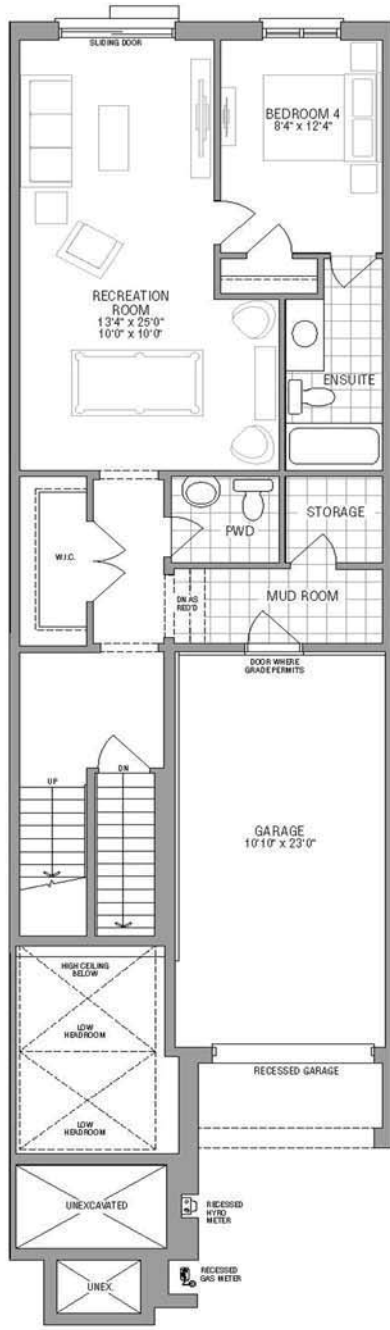 SLIDING DOOR
BEDROOM 4
8'4" x 12'4"
RECREATION
ROOM
13'4" x 25'0"
10'0" x 10'0"
ENSUITE
W.I.C.
PWD
STORAGE
DN AS
REQ'D
MUD ROOM
DOOR WHERE
GRADE PERMITS
UP
DN
GARAGE
10'10" x 23'0"
HIGH CEILING
BELOW
LOW
HEADROOM
LOW
HEADROOM
RECESSED GARAGE
UNEXCAVATED
RECESSED
HYRO
METER
UNEX.
RECESSED
GAS METER